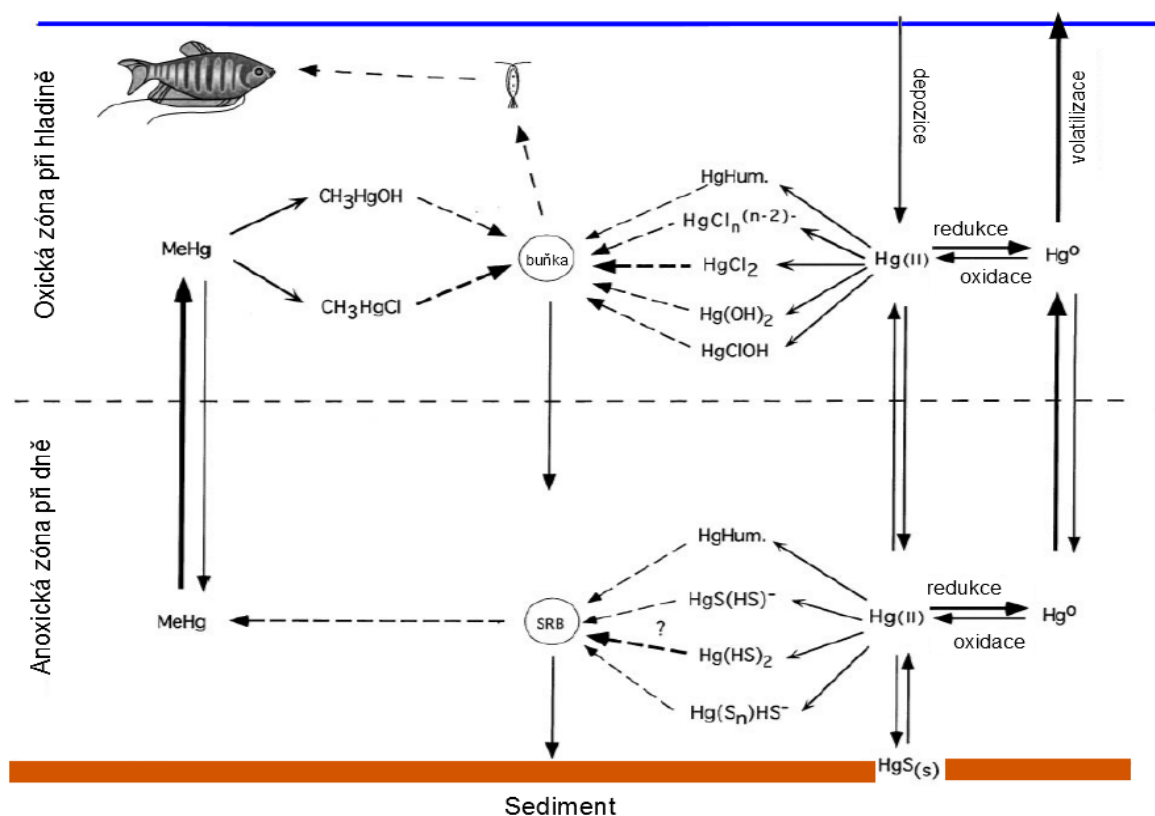 Oxická zóna při hladině
depozice
volatilizace
CH₃HgOH
MeHg
CH₃HgCl
buňka
HgHum.
HgClₙ⁽ⁿ⁻²⁾⁻
HgCl₂
Hg(OH)₂
HgClOH
Hg(II)
redukce
oxidace
Hg⁰
Anoxická zóna při dně
MeHg
SRB
HgHum.
HgS(HS)⁻
?
Hg(HS)₂
Hg(Sₙ)HS⁻
Hg(II)
redukce
oxidace
Hg⁰
HgS(s)
Sediment